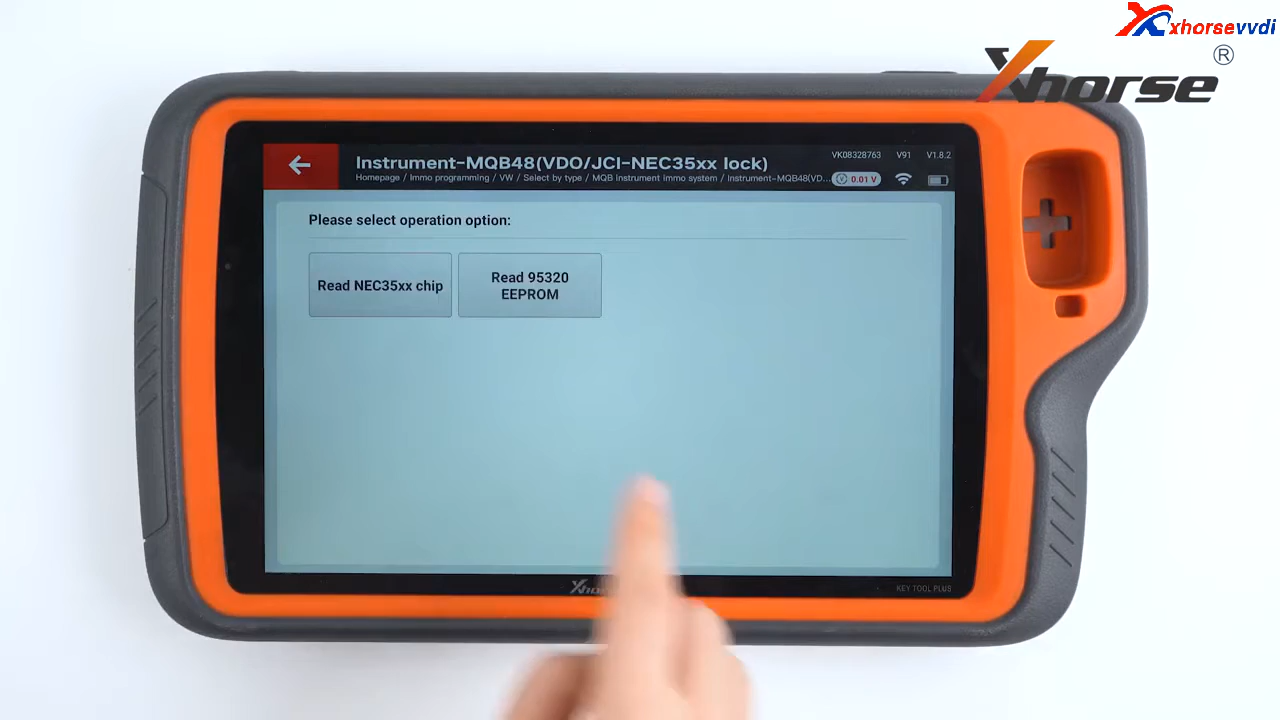 xhorsevvdi
Xhorse®
Instrument-MQB48(VDO/JCI-NEC35xx lock)
VK08328763 V91 V1.8.2
Homepage / Immo programming / VW / Select by type / MQB instrument immo system / Instrument-MQB48(VD...
0.01 V
Please select operation option:
Read NEC35xx chip
Read 95320
EEPROM
KEY TOOL PLUS